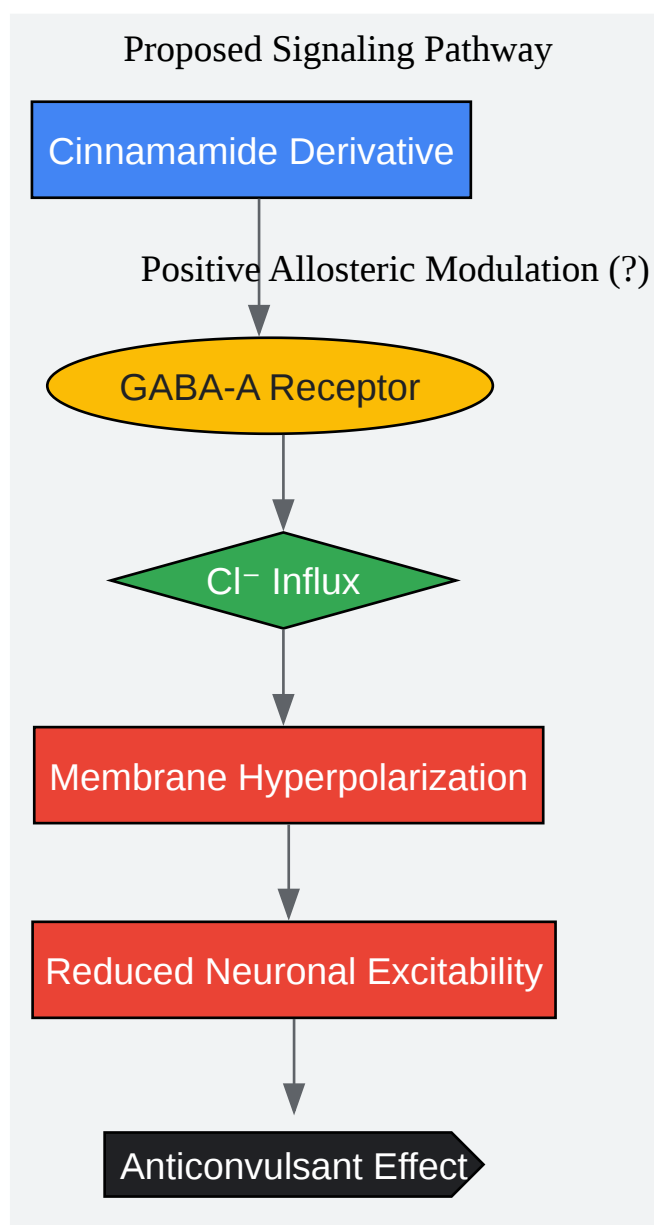 Proposed Signaling Pathway
Cinnamamide Derivative
Positive Allosteric Modulation (?)
GABA-A Receptor
Cl⁻ Influx
Membrane Hyperpolarization
Reduced Neuronal Excitability
Anticonvulsant Effect